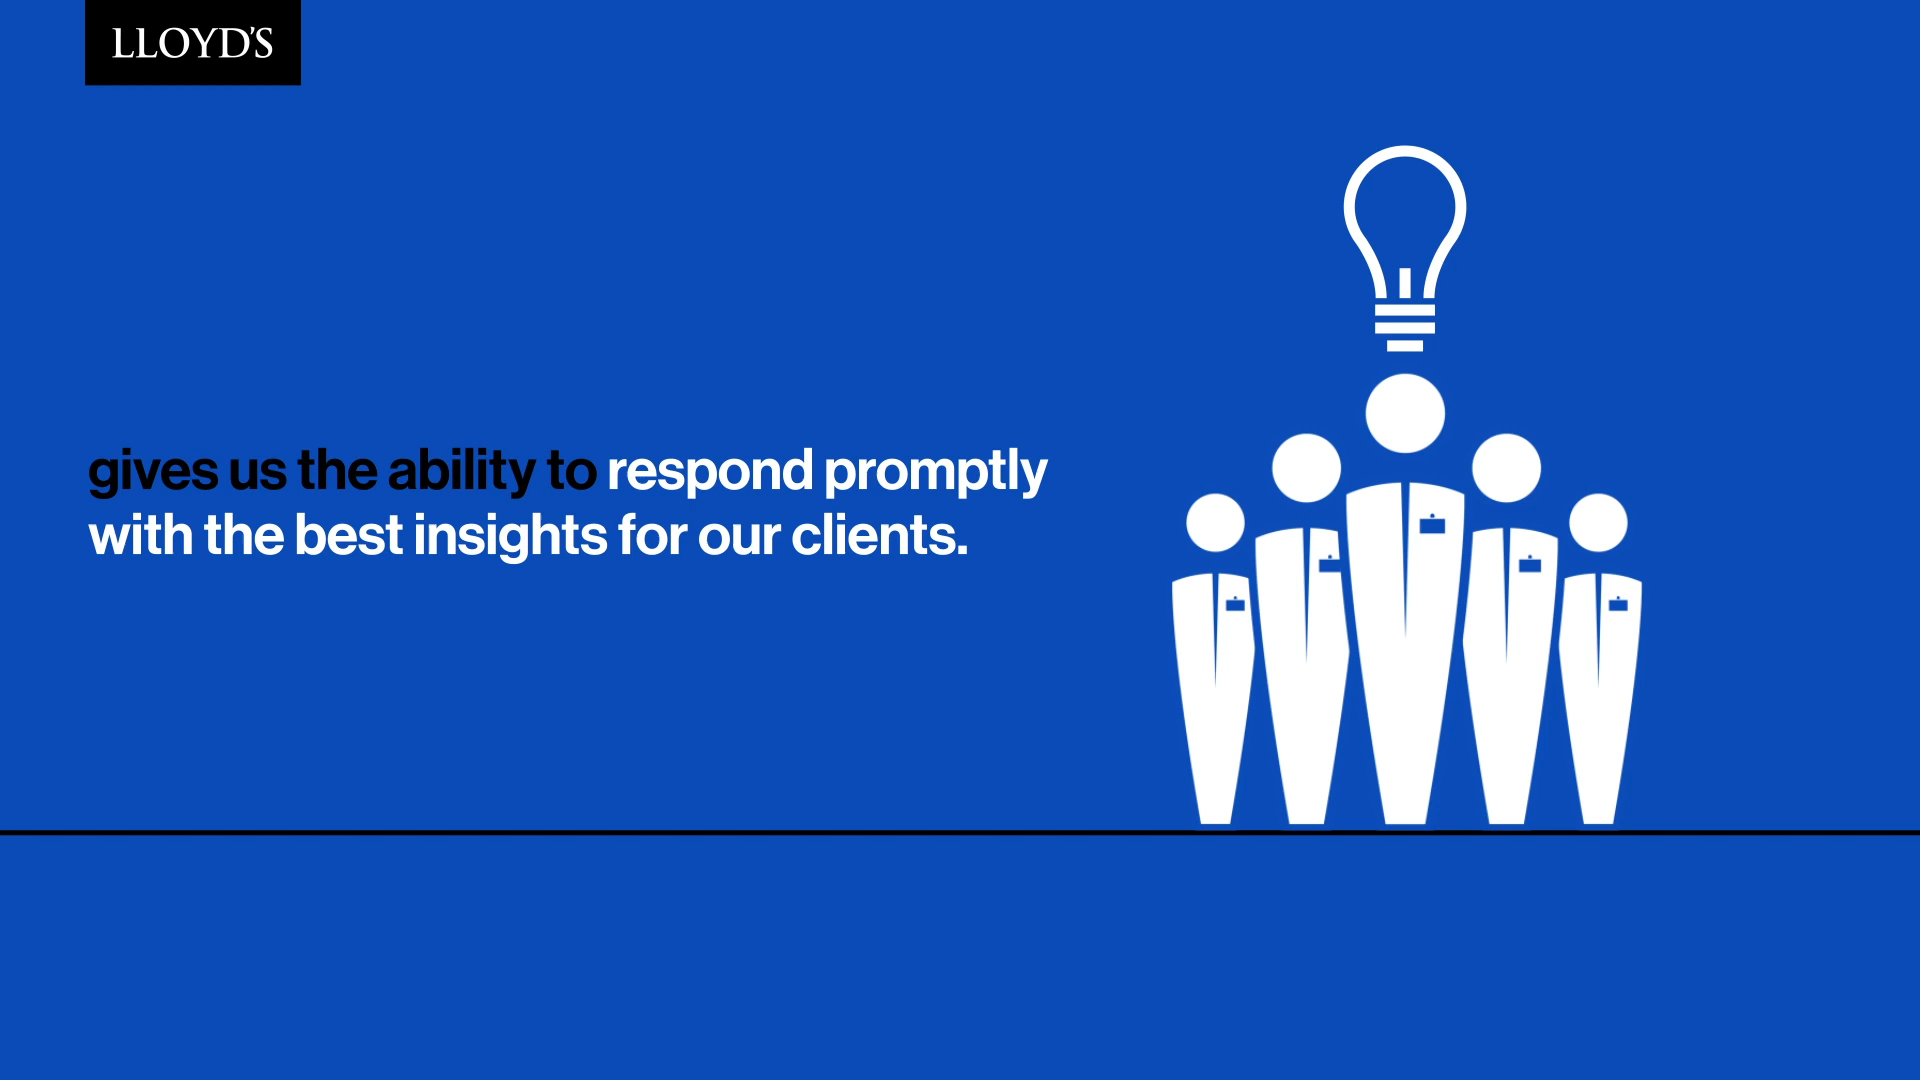 LLOYD'S
gives us the ability to respond promptly
with the best insights for our clients.